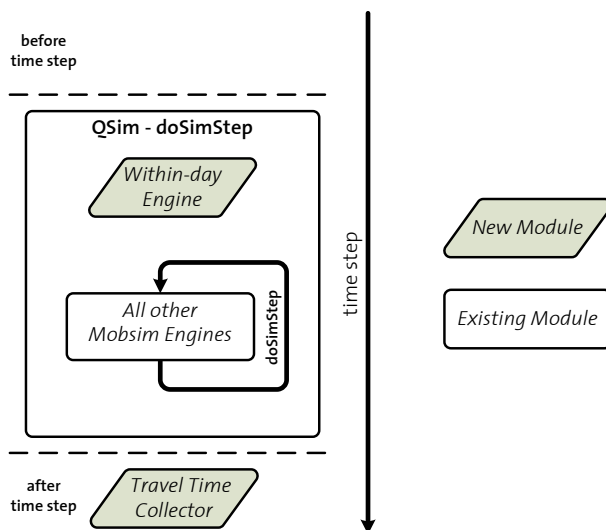 before
time step
QSim - doSimStep
Within-day
Engine
All other
Mobsim Engines
doSimStep
after
time step
Travel Time
Collector
time step
New Module
Existing Module